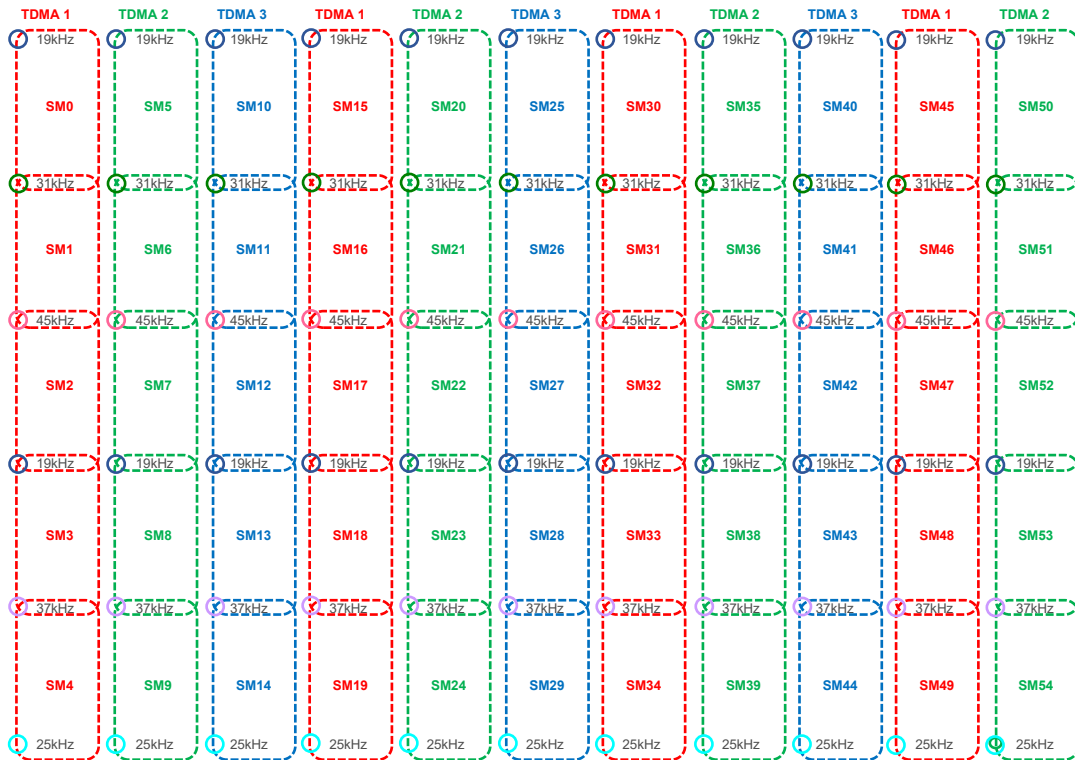 TDMA 1 TDMA 2 TDMA 3 TDMA 1 TDMA 2 TDMA 3 TDMA 1 TDMA 2 TDMA 3 TDMA 1 TDMA 2
19kHz 19kHz 19kHz 19kHz 19kHz 19kHz 19kHz 19kHz 19kHz 19kHz 19kHz
SM0 SM5 SM10 SM15 SM20 SM25 SM30 SM35 SM40 SM45 SM50
31kHz 31kHz 31kHz 31kHz 31kHz 31kHz 31kHz 31kHz 31kHz 31kHz 31kHz
SM1 SM6 SM11 SM16 SM21 SM26 SM31 SM36 SM41 SM46 SM51
45kHz 45kHz 45kHz 45kHz 45kHz 45kHz 45kHz 45kHz 45kHz 45kHz 45kHz
SM2 SM7 SM12 SM17 SM22 SM27 SM32 SM37 SM42 SM47 SM52
19kHz 19kHz 19kHz 19kHz 19kHz 19kHz 19kHz 19kHz 19kHz 19kHz 19kHz
SM3 SM8 SM13 SM18 SM23 SM28 SM33 SM38 SM43 SM48 SM53
37kHz 37kHz 37kHz 37kHz 37kHz 37kHz 37kHz 37kHz 37kHz 37kHz 37kHz
SM4 SM9 SM14 SM19 SM24 SM29 SM34 SM39 SM44 SM49 SM54
25kHz 25kHz 25kHz 25kHz 25kHz 25kHz 25kHz 25kHz 25kHz 25kHz 25kHz